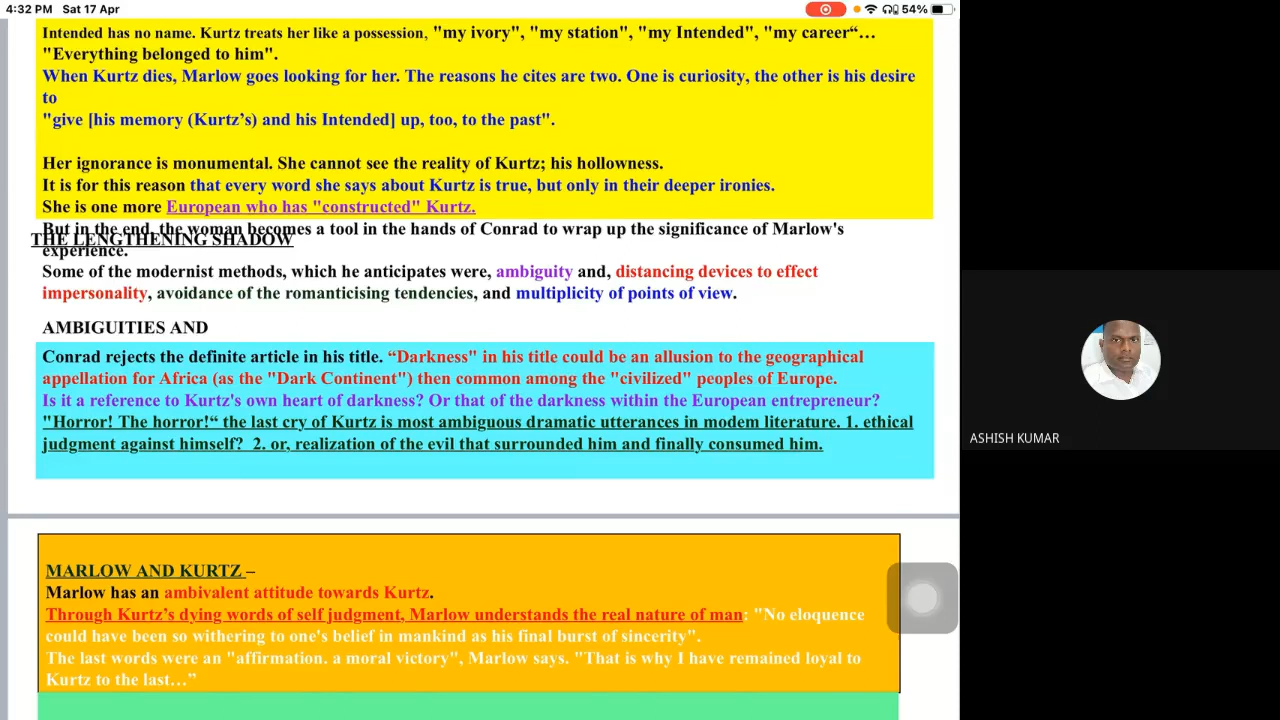 4:32 PM Sat 17 Apr
54%
Intended has no name. Kurtz treats her like a possession, "my ivory", "my station", "my Intended", "my career“…
"Everything belonged to him".
When Kurtz dies, Marlow goes looking for her. The reasons he cites are two. One is curiosity, the other is his desire
to
"give [his memory (Kurtz’s) and his Intended] up, too, to the past".
Her ignorance is monumental. She cannot see the reality of Kurtz; his hollowness.
It is for this reason that every word she says about Kurtz is true, but only in their deeper ironies.
She is one more European who has "constructed" Kurtz.
But in the end, the woman becomes a tool in the hands of Conrad to wrap up the significance of Marlow's
THE LENGTHENING SHADOW
experience.
Some of the modernist methods, which he anticipates were, ambiguity and, distancing devices to effect
impersonality, avoidance of the romanticising tendencies, and multiplicity of points of view.
AMBIGUITIES AND
Conrad rejects the definite article in his title. “Darkness" in his title could be an allusion to the geographical
appellation for Africa (as the "Dark Continent") then common among the "civilized" peoples of Europe.
Is it a reference to Kurtz's own heart of darkness? Or that of the darkness within the European entrepreneur?
"Horror! The horror!“ the last cry of Kurtz is most ambiguous dramatic utterances in modem literature. 1. ethical
judgment against himself? 2. or, realization of the evil that surrounded him and finally consumed him.
ASHISH KUMAR
MARLOW AND KURTZ –
Marlow has an ambivalent attitude towards Kurtz.
Through Kurtz’s dying words of self judgment, Marlow understands the real nature of man: "No eloquence
could have been so withering to one's belief in mankind as his final burst of sincerity".
The last words were an "affirmation. a moral victory", Marlow says. "That is why I have remained loyal to
Kurtz to the last…”